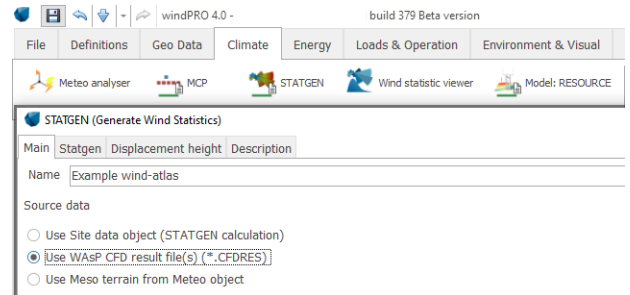 windPRO 4.0 - build 379 Beta version
File Definitions Geo Data Climate Energy Loads & Operation Environment & Visual
Meteo analyser MCP STATGEN Wind statistic viewer Model: RESOURCE
STATGEN (Generate Wind Statistics)
Main Statgen Displacement height Description
Name Example wind-atlas
Source data
Use Site data object (STATGEN calculation)
Use WAsP CFD result file(s) (*.CFDRES)
Use Meso terrain from Meteo object